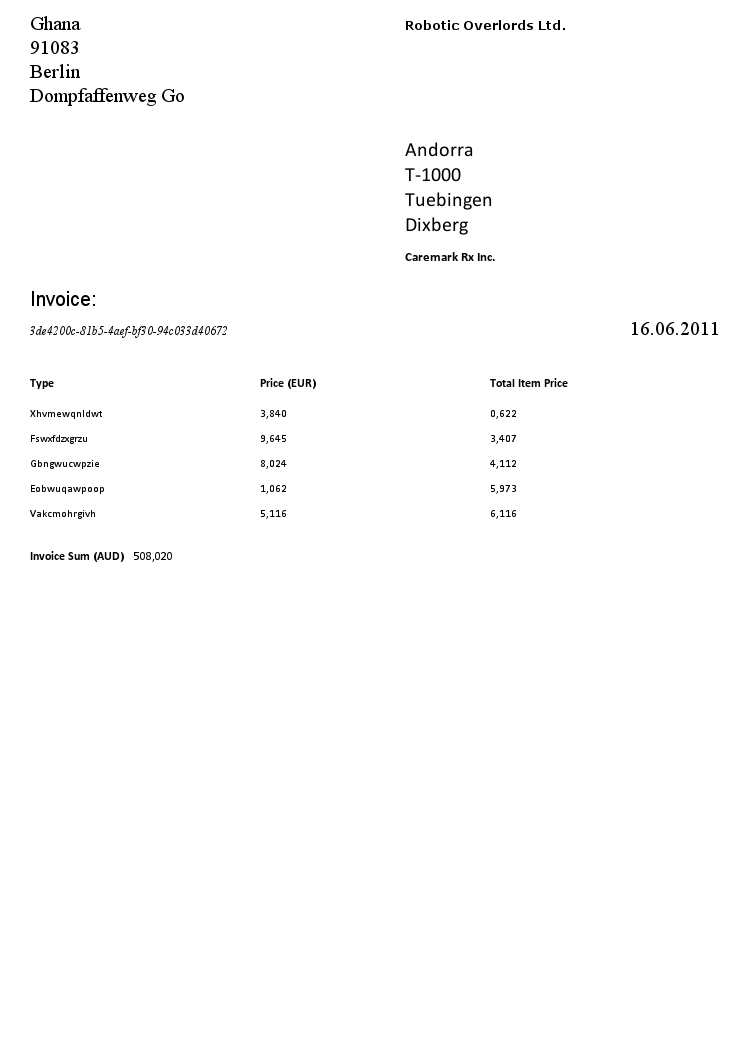 Ghana
91083
Berlin
Dompfaffenweg Go
Robotic Overlords Ltd.
Andorra
T-1000
Tuebingen
Dixberg
Caremark Rx Inc.
Invoice:
3de4200c-81b5-4aef-bf30-94c033d40672 16.06.2011
Type Price (EUR) Total Item Price
Xhvmewqnldwt 3,840 0,622
Fswxfdzxgrzu 9,645 3,407
Gbngwucwpzie 8,024 4,112
Eobwuqawpoop 1,062 5,973
Vakcmohrgivh 5,116 6,116
Invoice Sum (AUD) 508,020